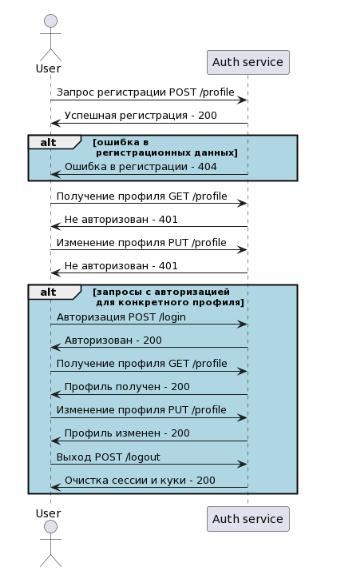 User
Auth service
Запрос регистрации POST /profile
Успешная регистрация - 200
alt [ошибка в
регистрационных данных]
Ошибка в регистрации - 404
Получение профиля GET /profile
Не авторизован - 401
Изменение профиля PUT /profile
Не авторизован - 401
alt [запросы с авторизацией
для конкретного профиля]
Авторизация POST /login
Авторизован - 200
Получение профиля GET /profile
Профиль получен - 200
Изменение профиля PUT /profile
Профиль изменен - 200
Выход POST /logout
Очистка сессии и куки - 200
User
Auth service